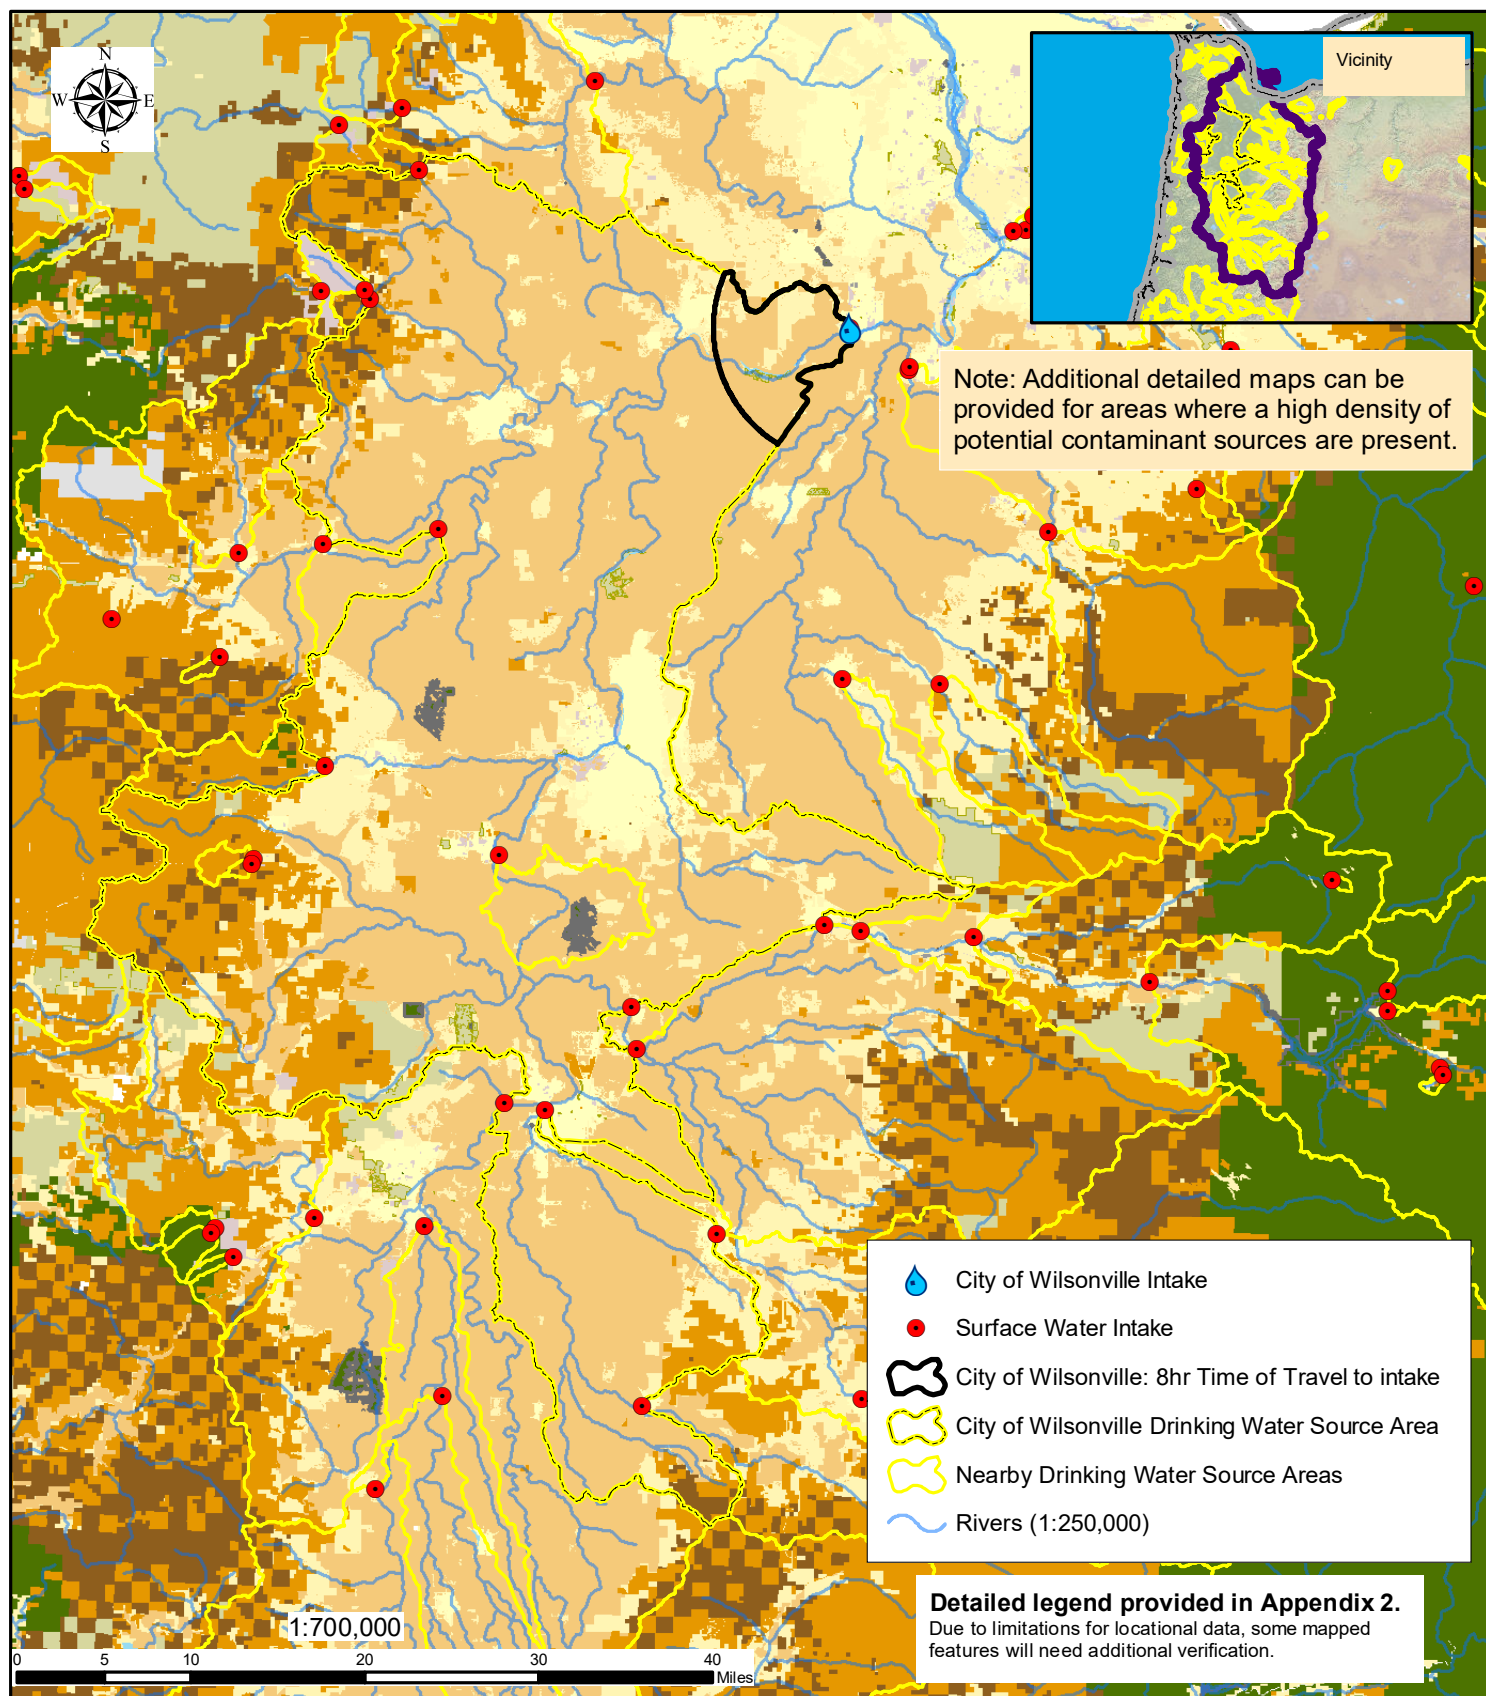 N
W E
S
Vicinity
Note: Additional detailed maps can be
provided for areas where a high density of
potential contaminant sources are present.
City of Wilsonville Intake
Surface Water Intake
City of Wilsonville: 8hr Time of Travel to intake
City of Wilsonville Drinking Water Source Area
Nearby Drinking Water Source Areas
Rivers (1:250,000)
Detailed legend provided in Appendix 2.
Due to limitations for locational data, some mapped
features will need additional verification.
1:700,000
0 5 10 20 30 40
Miles